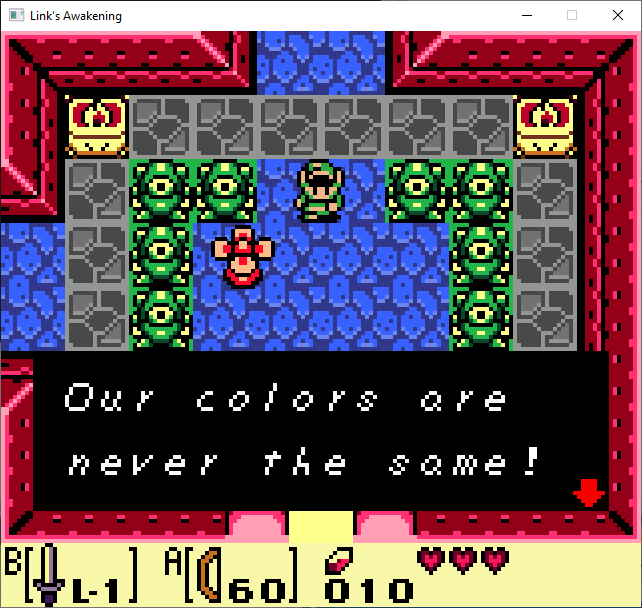 Link's Awakening
Our colors are
never the same!
B[ L-1 ] A[ 60 ] 010